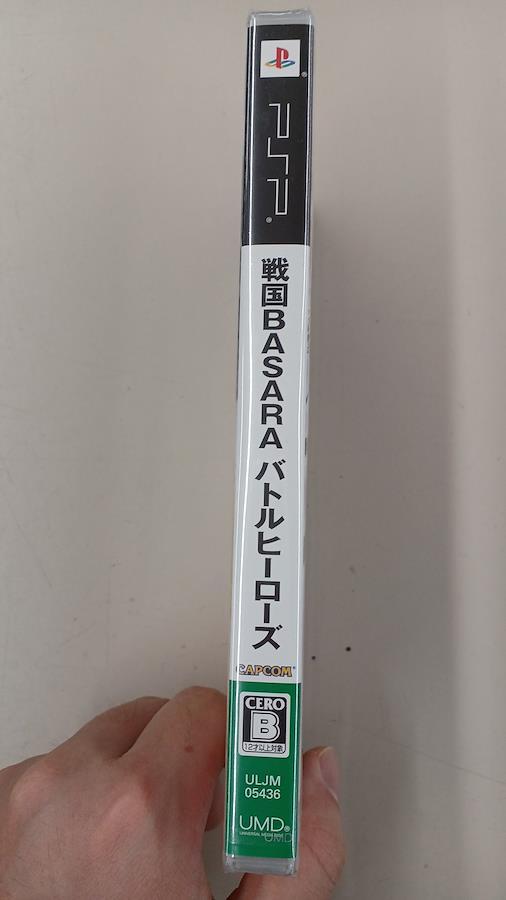 PSP
®
戦国BASARA バトルヒーローズ
CAPCOM®
CERO
B
12才以上対象
ULJM
05436
UMD®
UNIVERSAL MEDIA DISC
UMD